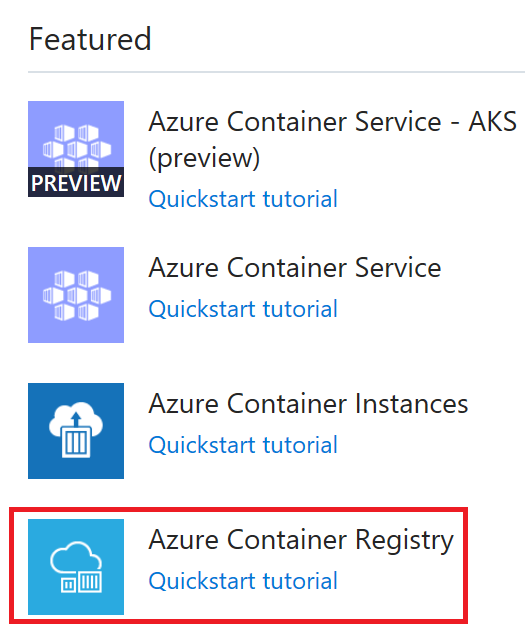 Featured
Azure Container Service - AKS
(preview)
PREVIEW
Quickstart tutorial
Azure Container Service
Quickstart tutorial
Azure Container Instances
Quickstart tutorial
Azure Container Registry
Quickstart tutorial